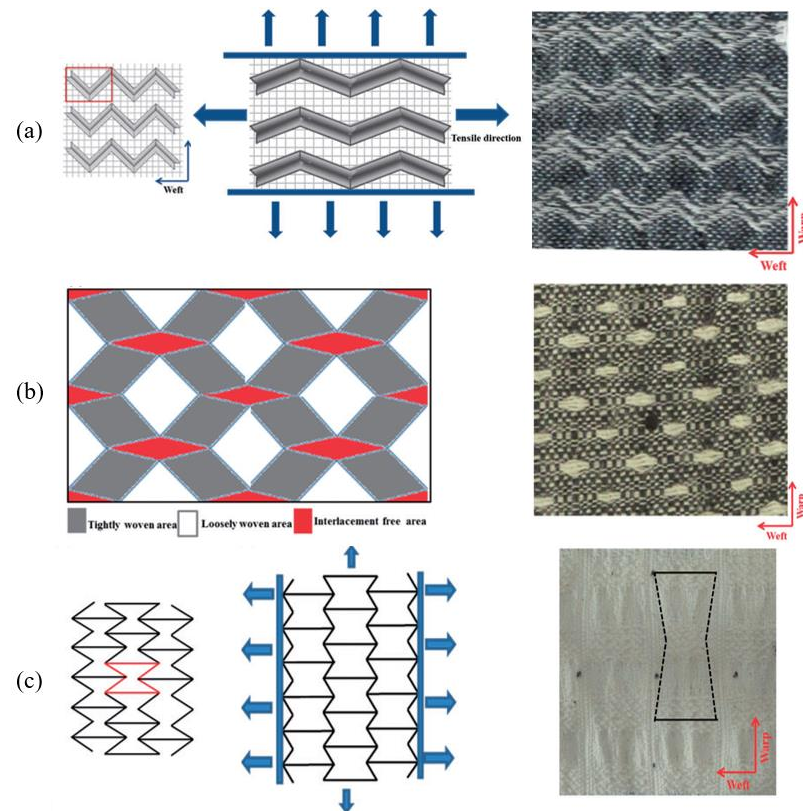 (a)
Weft
Tensile direction
Warp
Weft
(b)
Tightly woven area
Loosely woven area
Interlacement free area
Warp
Weft
(c)
Warp
Weft